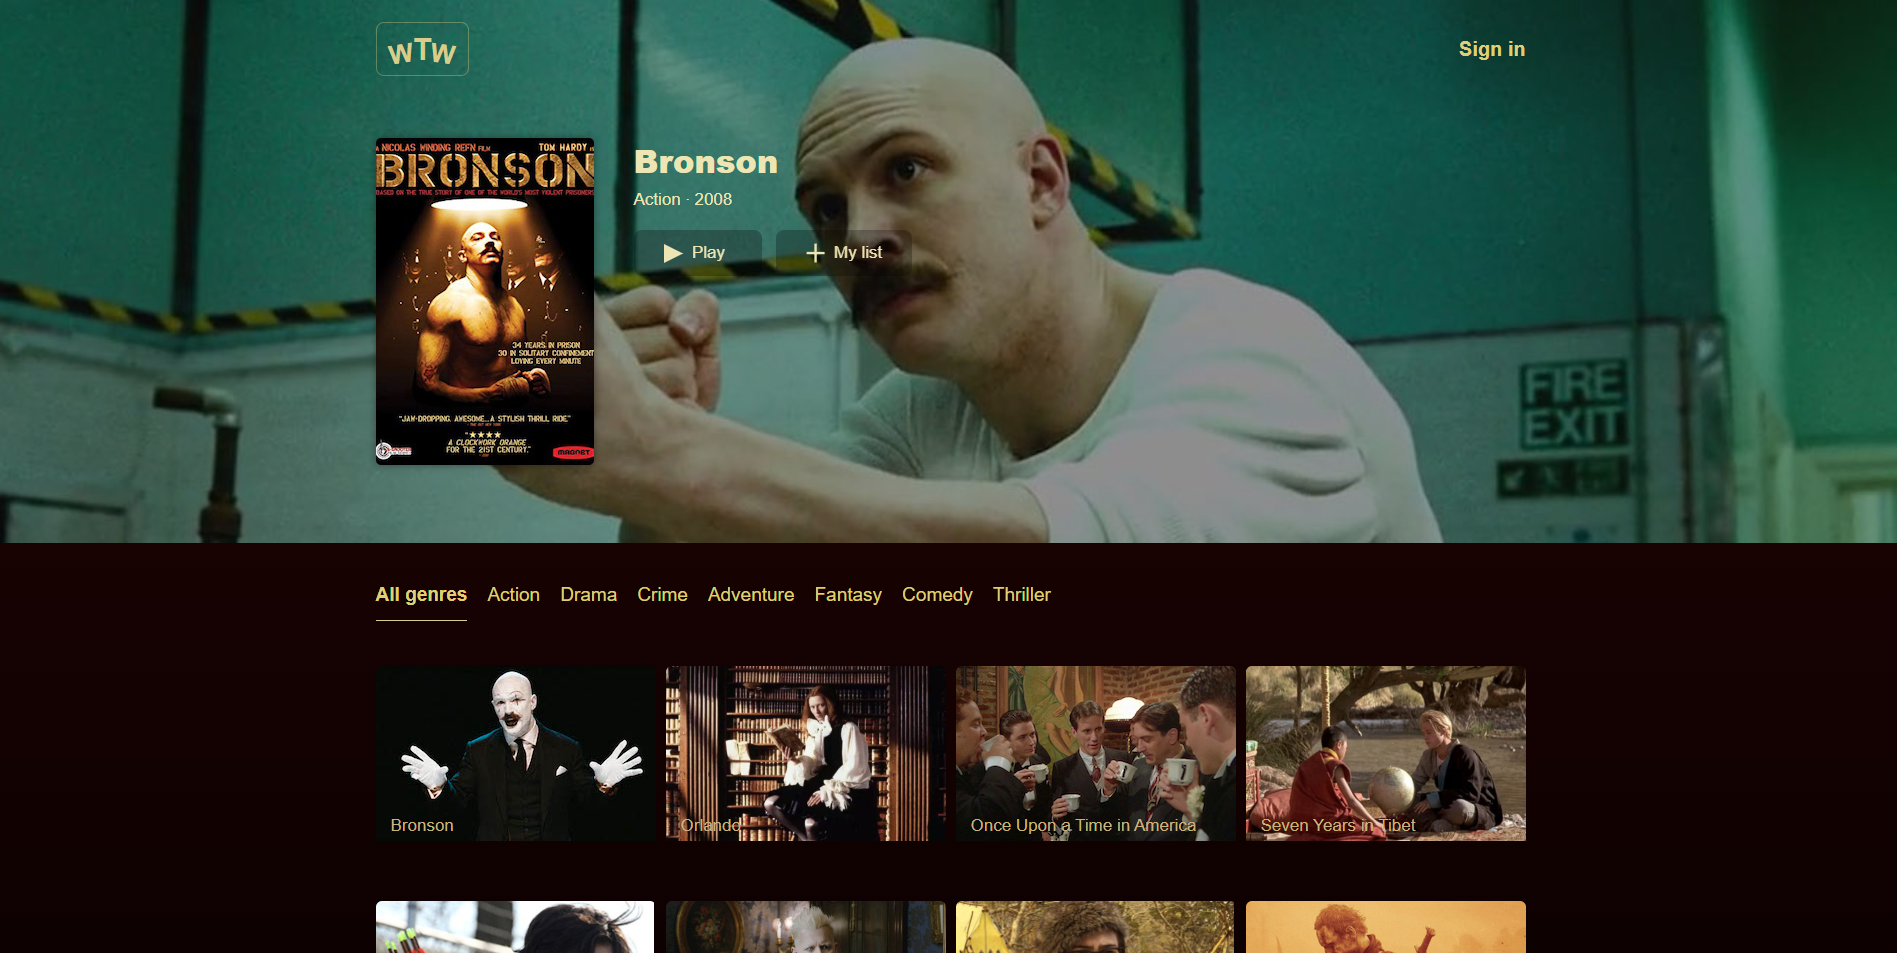 WTW
Sign in
A NICOLAS WINDING REFN FILM
TOM HARDY
BRONSON
BASED ON THE TRUE STORY OF ONE OF THE WORLD'S MOST VIOLENT PRISONERS
34 YEARS IN PRISON
30 IN SOLITARY CONFINEMENT
LOVING EVERY MINUTE
"JAW-DROPPING, AWESOME...A STYLISH THRILL RIDE."
"★★★★
A CLOCKWORK ORANGE
FOR THE 21ST CENTURY."
MAGNET
Bronson
Action · 2008
Play
My list
FIRE
EXIT
All genres
Action
Drama
Crime
Adventure
Fantasy
Comedy
Thriller
Bronson
Orlando
Once Upon a Time in America
Seven Years in Tibet